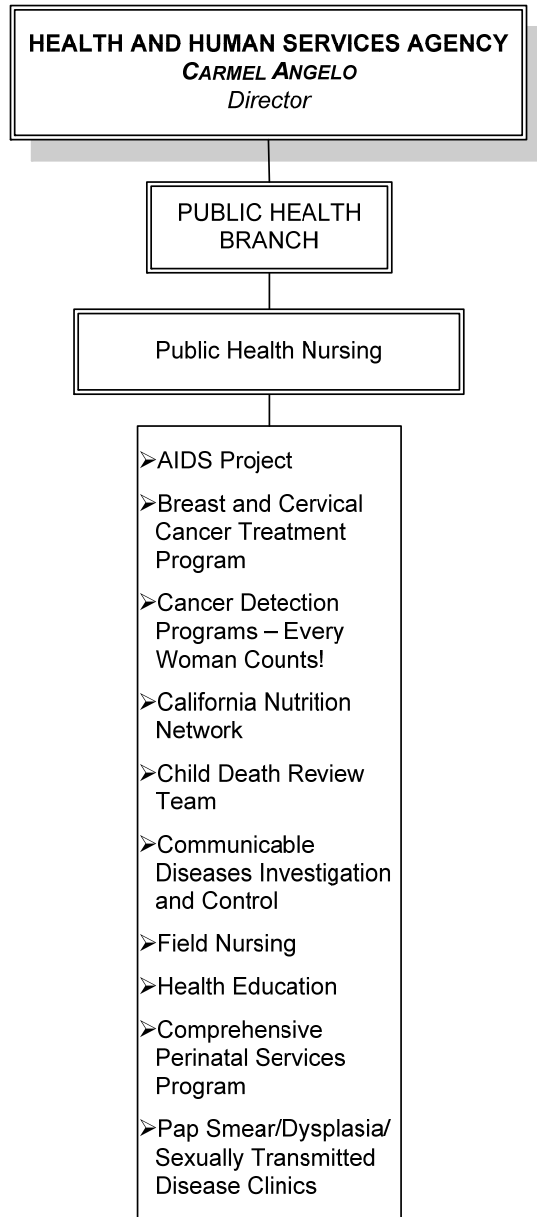 HEALTH AND HUMAN SERVICES AGENCY
CARMEL ANGELO
Director
PUBLIC HEALTH
BRANCH
Public Health Nursing
➢AIDS Project
➢Breast and Cervical
Cancer Treatment
Program
➢Cancer Detection
Programs – Every
Woman Counts!
➢California Nutrition
Network
➢Child Death Review
Team
➢Communicable
Diseases Investigation
and Control
➢Field Nursing
➢Health Education
➢Comprehensive
Perinatal Services
Program
➢Pap Smear/Dysplasia/
Sexually Transmitted
Disease Clinics